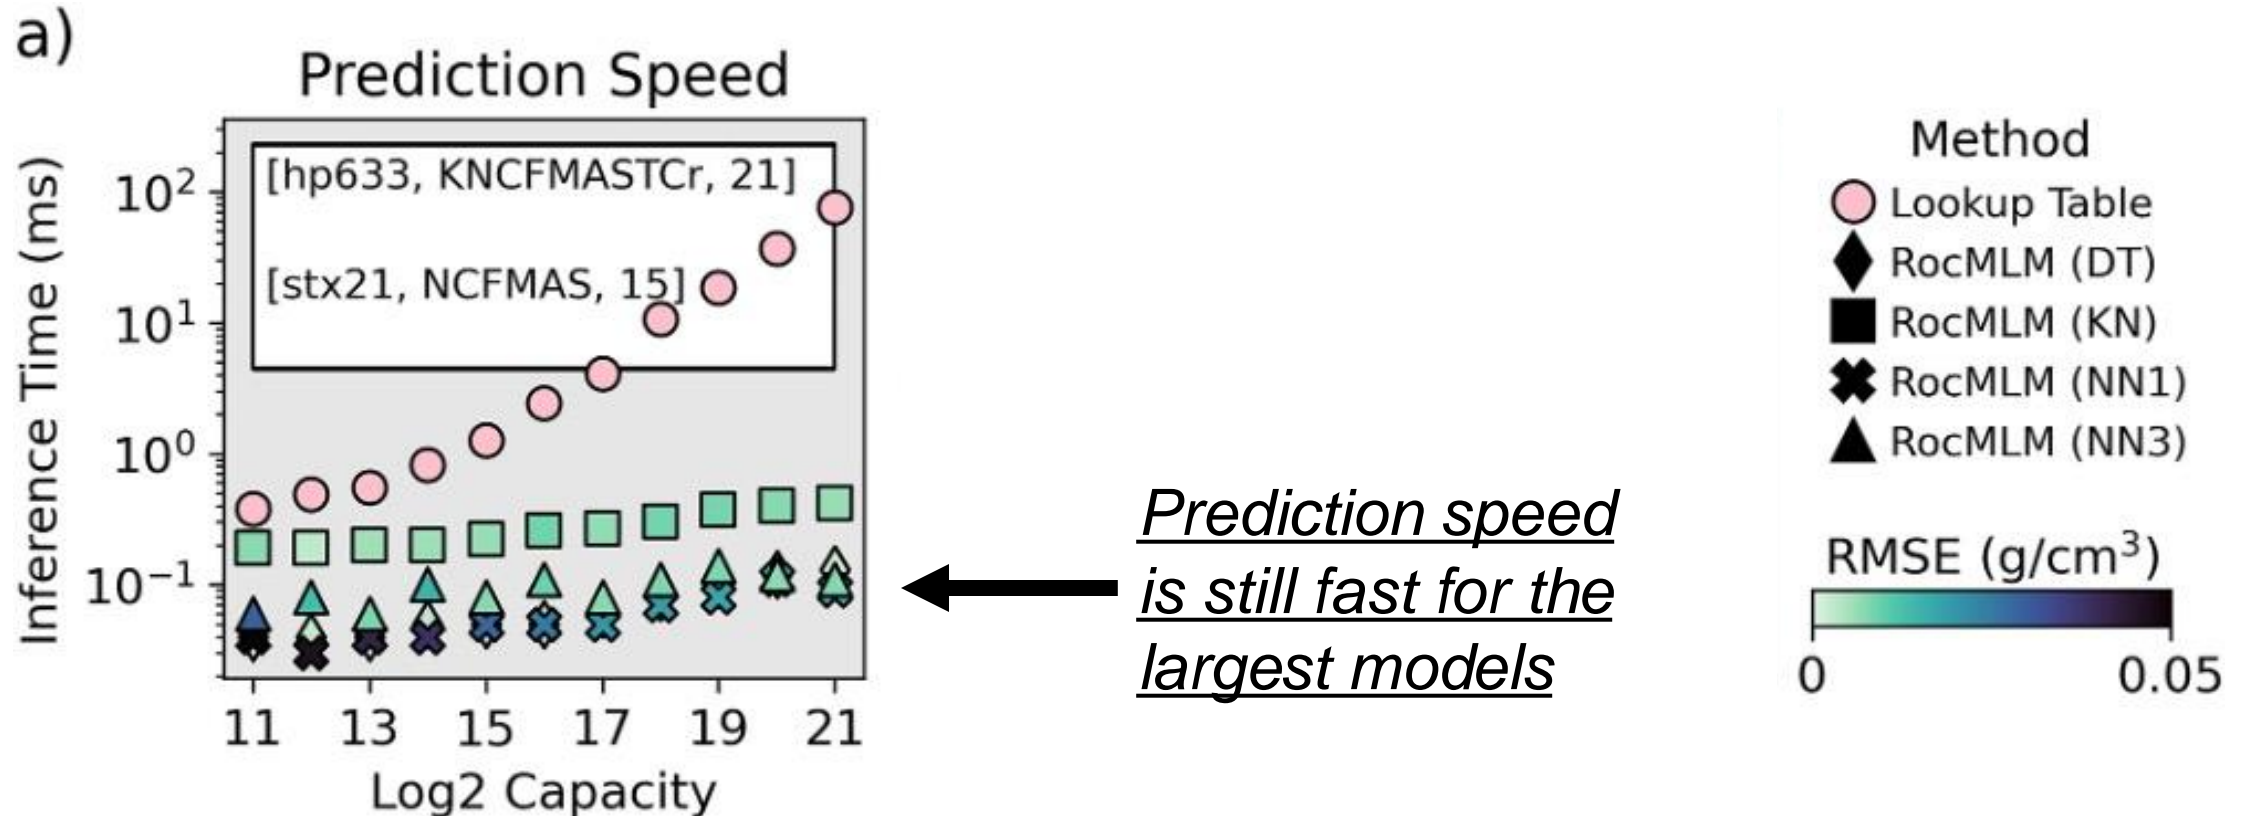 a)
Prediction Speed
Inference Time (ms)
10²
10¹
10⁰
10⁻¹
[hp633, KNCFMASTCr, 21]
[stx21, NCFMAS, 15]
11 13 15 17 19 21
Log2 Capacity
Prediction speed
is still fast for the
largest models
Method
Lookup Table
RocMLM (DT)
RocMLM (KN)
RocMLM (NN1)
RocMLM (NN3)
RMSE (g/cm³)
0 0.05